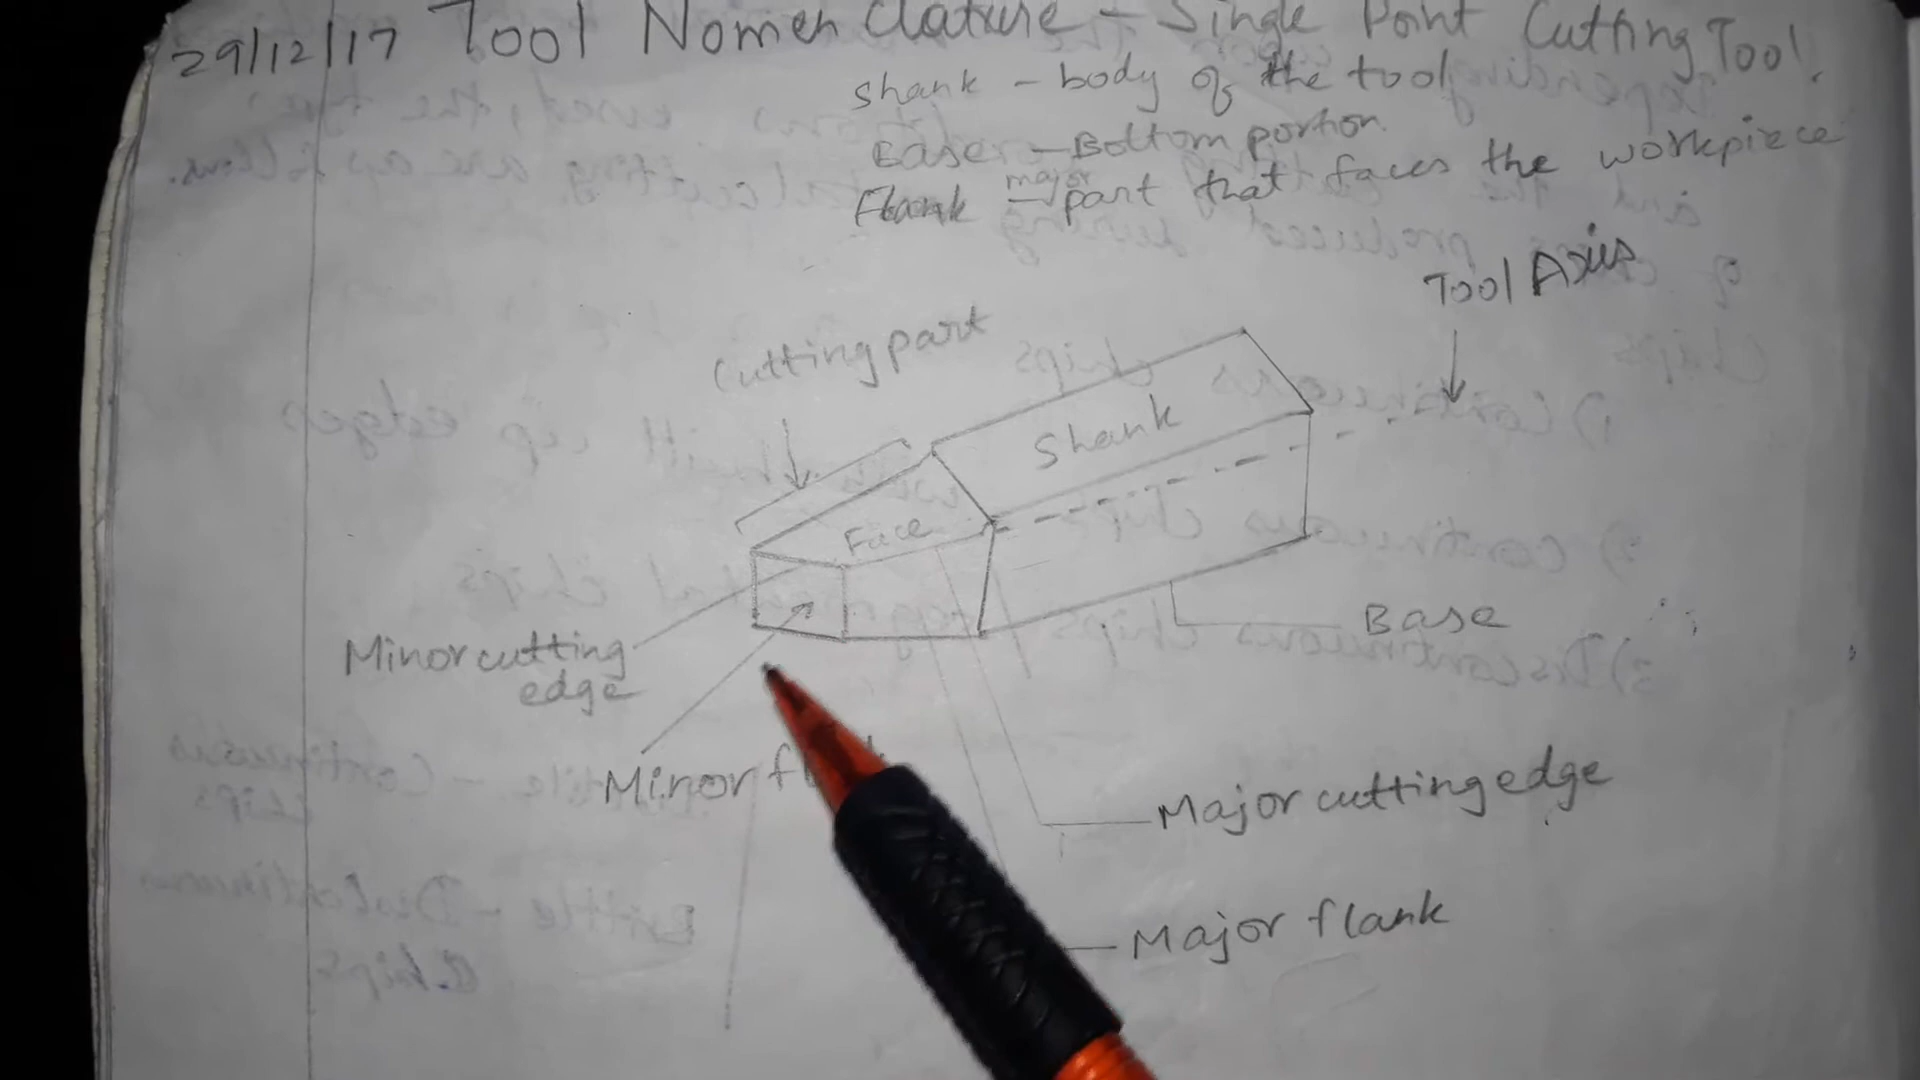 29/12/17 Tool Nomenclature - Single Point Cutting Tool.
Shank - body of the tool
Base - Bottom portion
major
Flank - part that faces the workpiece
Tool Axis
Cutting part
Shank
Face
Base
Minor cutting
edge
Minor
Major cutting edge
Major flank